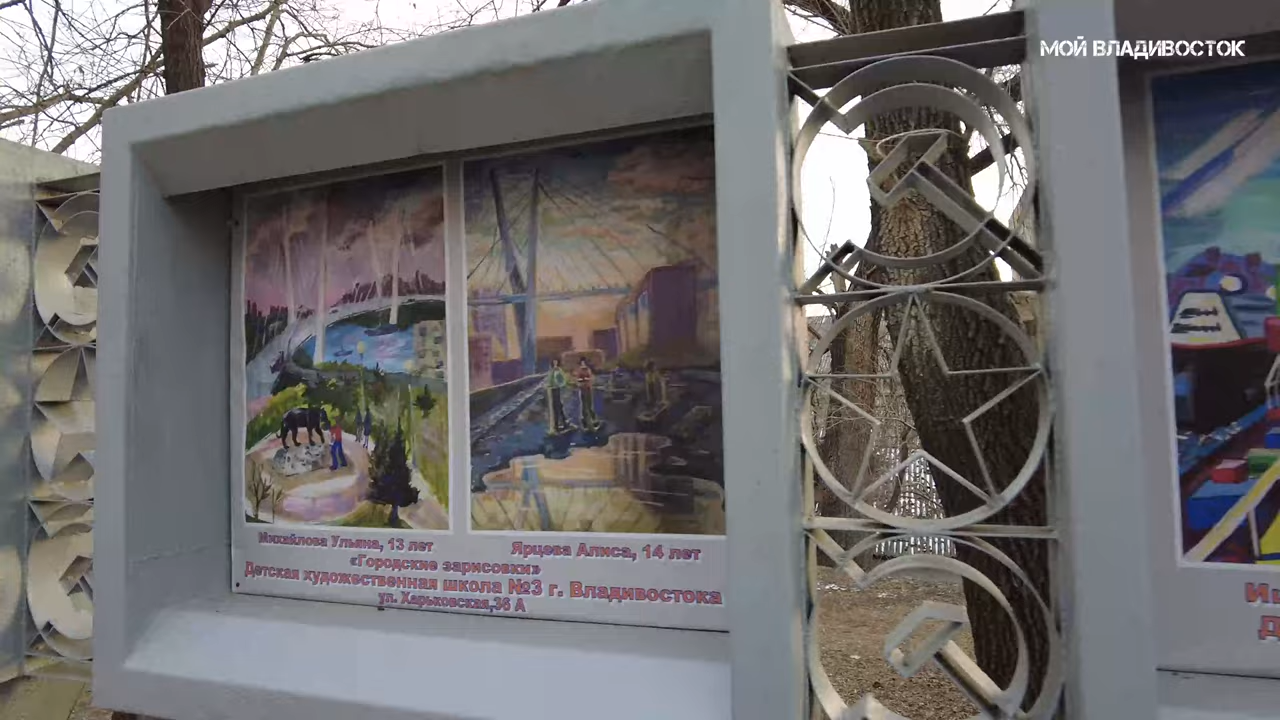 МОЙ ВЛАДИВОСТОК
Михайлова Ульяна, 13 лет
Ярцева Алиса, 14 лет
«Городские зарисовки»
Детская художественная школа №3 г. Владивостока
ул. Харьковская,36 А